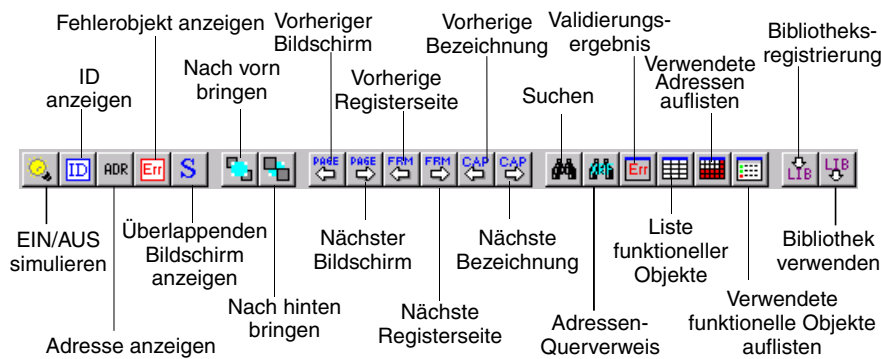 Fehlerobjekt anzeigen
Vorheriger
Bildschirm
Vorherige
Bezeichnung
Validierungs-
ergebnis
Bibliotheks-
registrierung
ID
anzeigen
Nach vorn
bringen
Vorherige
Registerseite
Suchen
Verwendete
Adressen
auflisten
ID
ADR
Err
S
PAGE
PAGE
FRM
FRM
CAP
CAP
Err
LIB
LIB
EIN/AUS
simulieren
Überlappenden
Bildschirm
anzeigen
Nächster
Bildschirm
Nächste
Bezeichnung
Liste
funktioneller
Objekte
Bibliothek
verwenden
Adresse anzeigen
Nach hinten
bringen
Nächste
Registerseite
Adressen-
Querverweis
Verwendete
funktionelle Objekte
auflisten